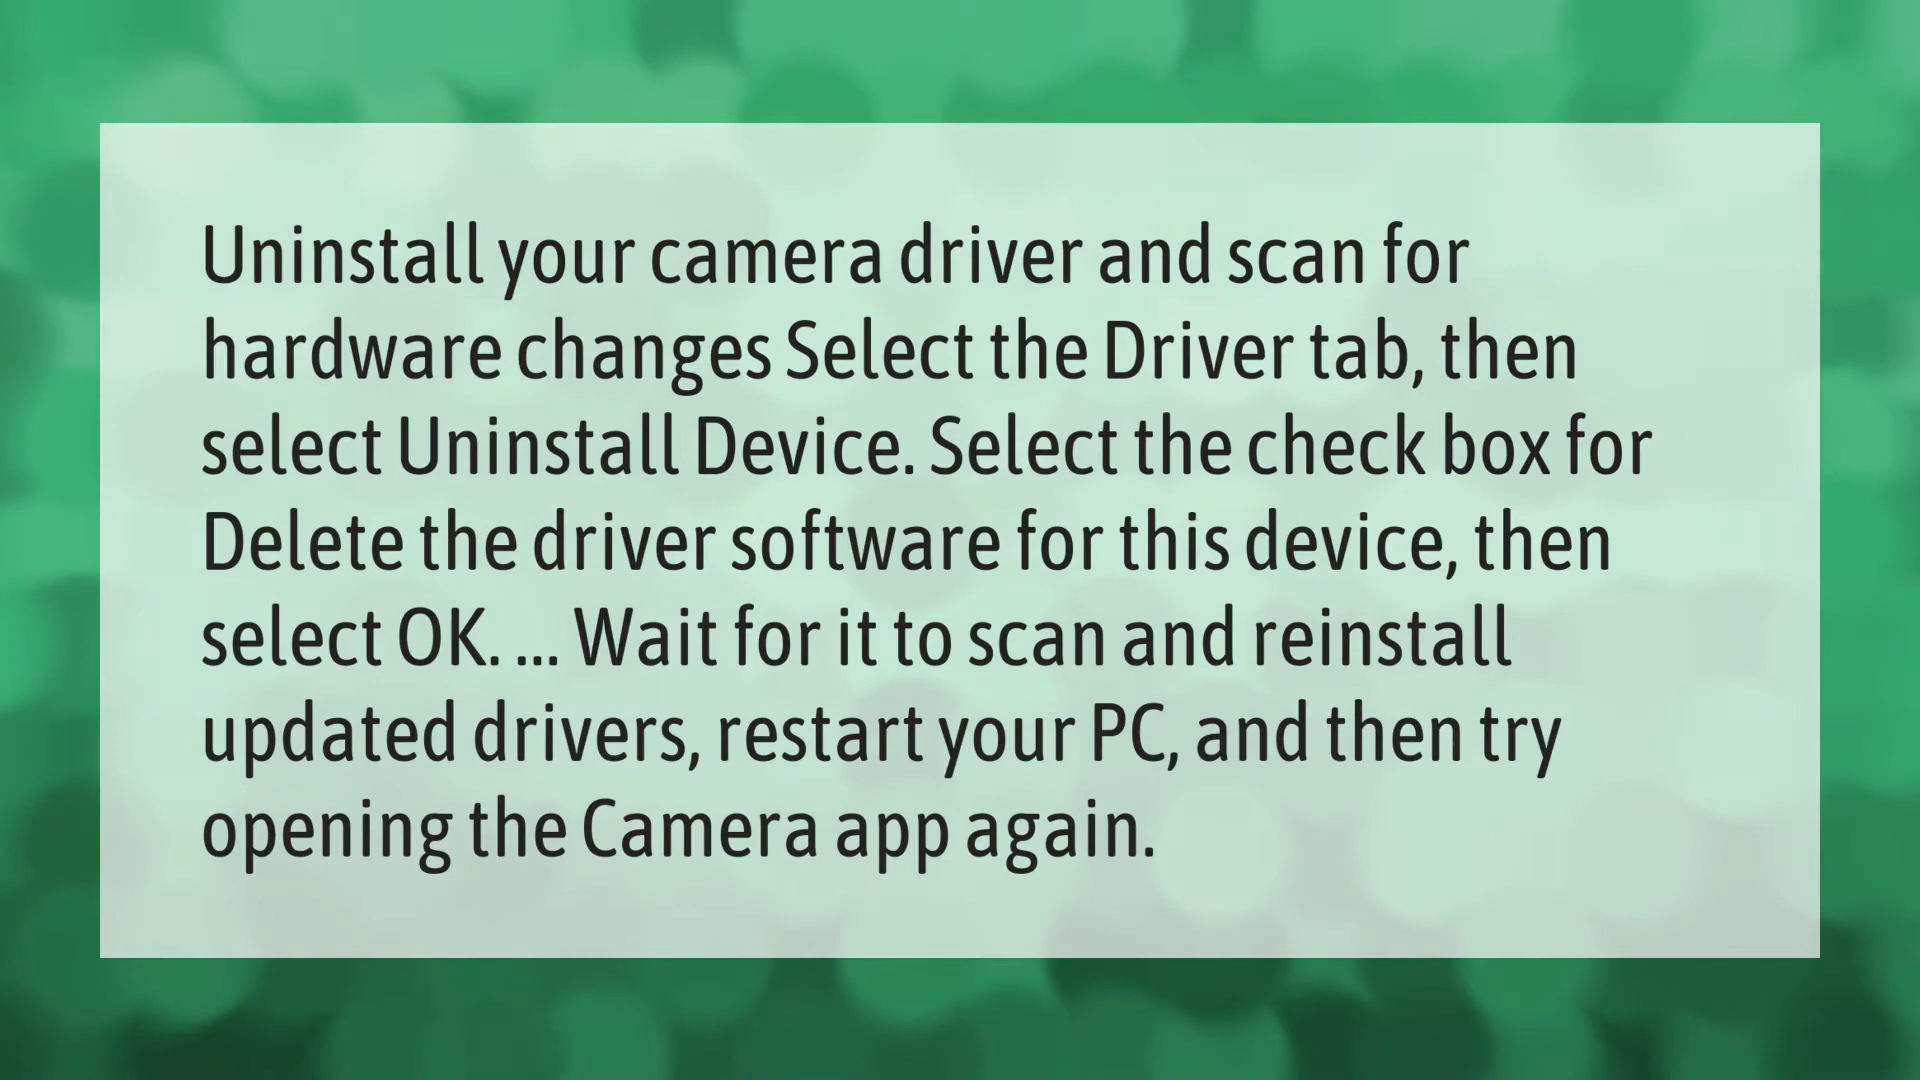 Uninstall your camera driver and scan for
hardware changes Select the Driver tab, then
select Uninstall Device. Select the check box for
Delete the driver software for this device, then
select OK. ... Wait for it to scan and reinstall
updated drivers, restart your PC, and then try
opening the Camera app again.